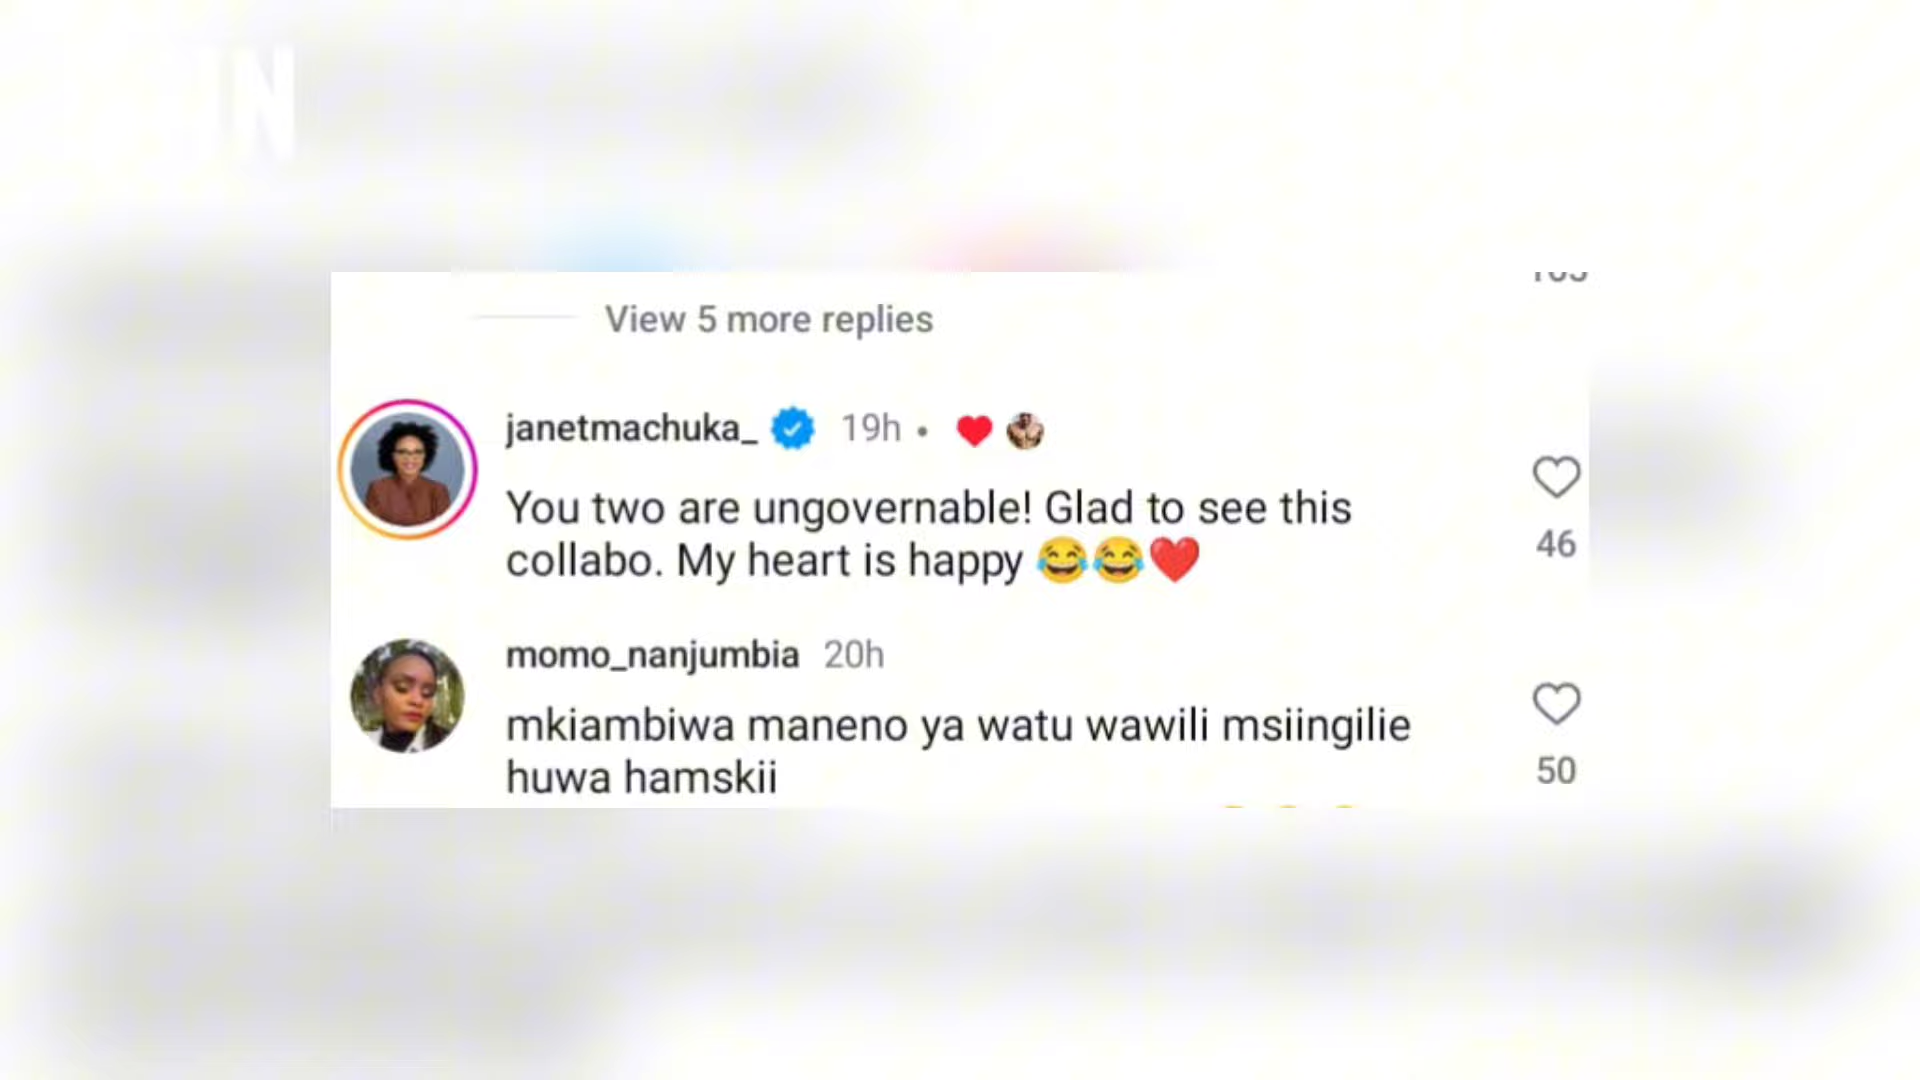 N
View 5 more replies
janetmachuka_ 19h • ❤️
You two are ungovernable! Glad to see this
collabo. My heart is happy 😂😂❤️
46
momo_nanjumbia 20h
mkiambiwa maneno ya watu wawili msiingilie
huwa hamskii
50